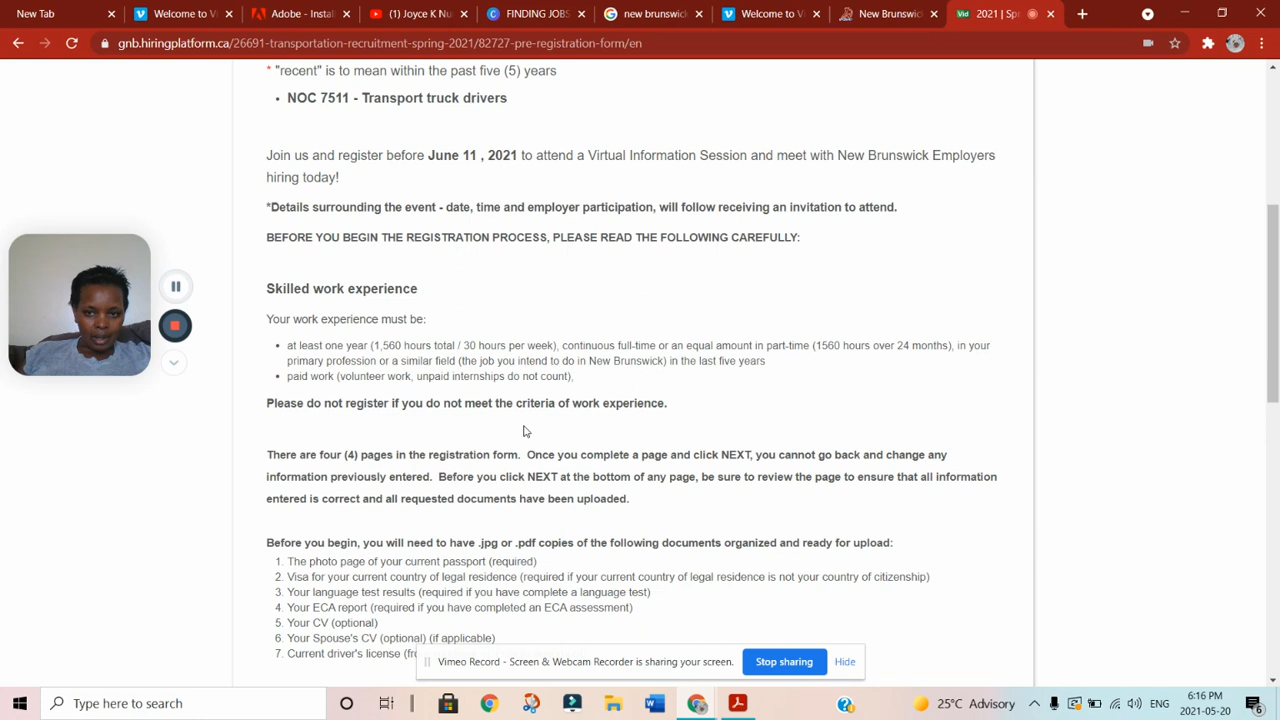 New Tab
Welcome to Vi
Adobe - Install
(1) Joyce K Nu
FINDING JOBS
new brunswick
Welcome to Vi
New Brunswick
2021 | Spr
gnb.hiringplatform.ca/26691-transportation-recruitment-spring-2021/82727-pre-registration-form/en
* "recent" is to mean within the past five (5) years
• NOC 7511 - Transport truck drivers
Join us and register before June 11 , 2021 to attend a Virtual Information Session and meet with New Brunswick Employers
hiring today!
*Details surrounding the event - date, time and employer participation, will follow receiving an invitation to attend.
BEFORE YOU BEGIN THE REGISTRATION PROCESS, PLEASE READ THE FOLLOWING CAREFULLY:
Skilled work experience
Your work experience must be:
• at least one year (1,560 hours total / 30 hours per week), continuous full-time or an equal amount in part-time (1560 hours over 24 months), in your
primary profession or a similar field (the job you intend to do in New Brunswick) in the last five years
• paid work (volunteer work, unpaid internships do not count),
Please do not register if you do not meet the criteria of work experience.
There are four (4) pages in the registration form. Once you complete a page and click NEXT, you cannot go back and change any
information previously entered. Before you click NEXT at the bottom of any page, be sure to review the page to ensure that all information
entered is correct and all requested documents have been uploaded.
Before you begin, you will need to have .jpg or .pdf copies of the following documents organized and ready for upload:
1. The photo page of your current passport (required)
2. Visa for your current country of legal residence (required if your current country of legal residence is not your country of citizenship)
3. Your language test results (required if you have complete a language test)
4. Your ECA report (required if you have completed an ECA assessment)
5. Your CV (optional)
6. Your Spouse's CV (optional) (if applicable)
7. Current driver's license
Vimeo Record - Screen & Webcam Recorder is sharing your screen.
Stop sharing
Hide
Type here to search
25°C Advisory
ENG
6:16 PM
2021-05-20
6